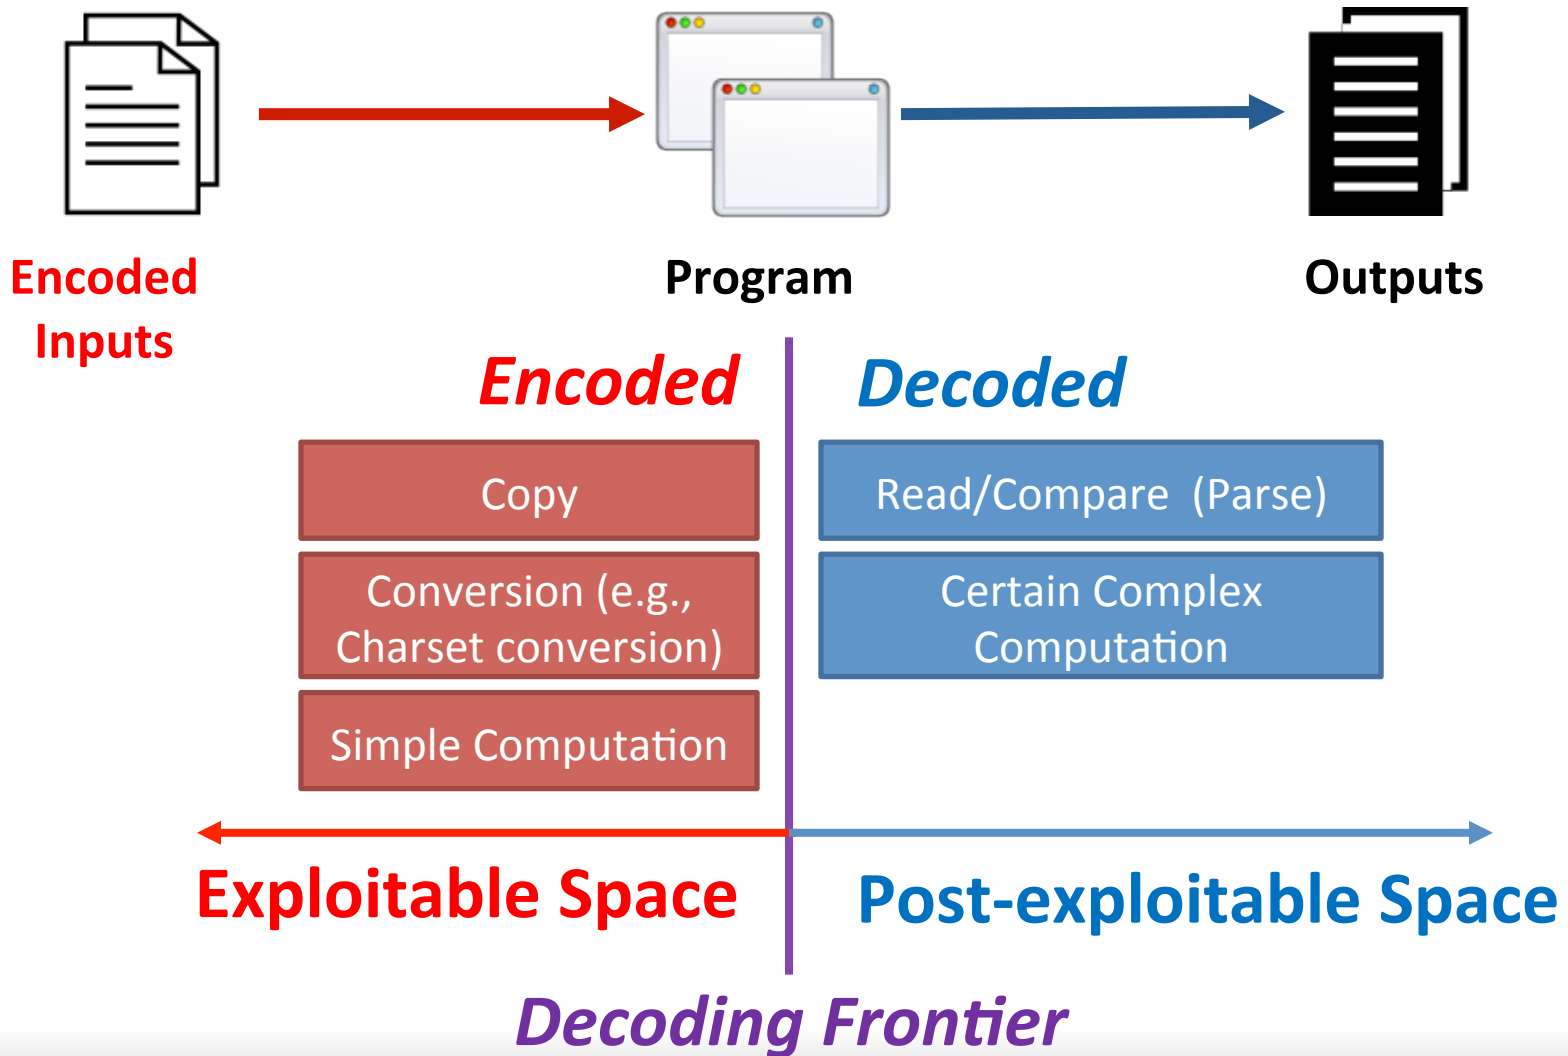 Encoded
Inputs
Program
Outputs
Encoded
Decoded
Copy
Read/Compare (Parse)
Conversion (e.g.,
Charset conversion)
Certain Complex
Computation
Simple Computation
Exploitable Space
Post-exploitable Space
Decoding Frontier